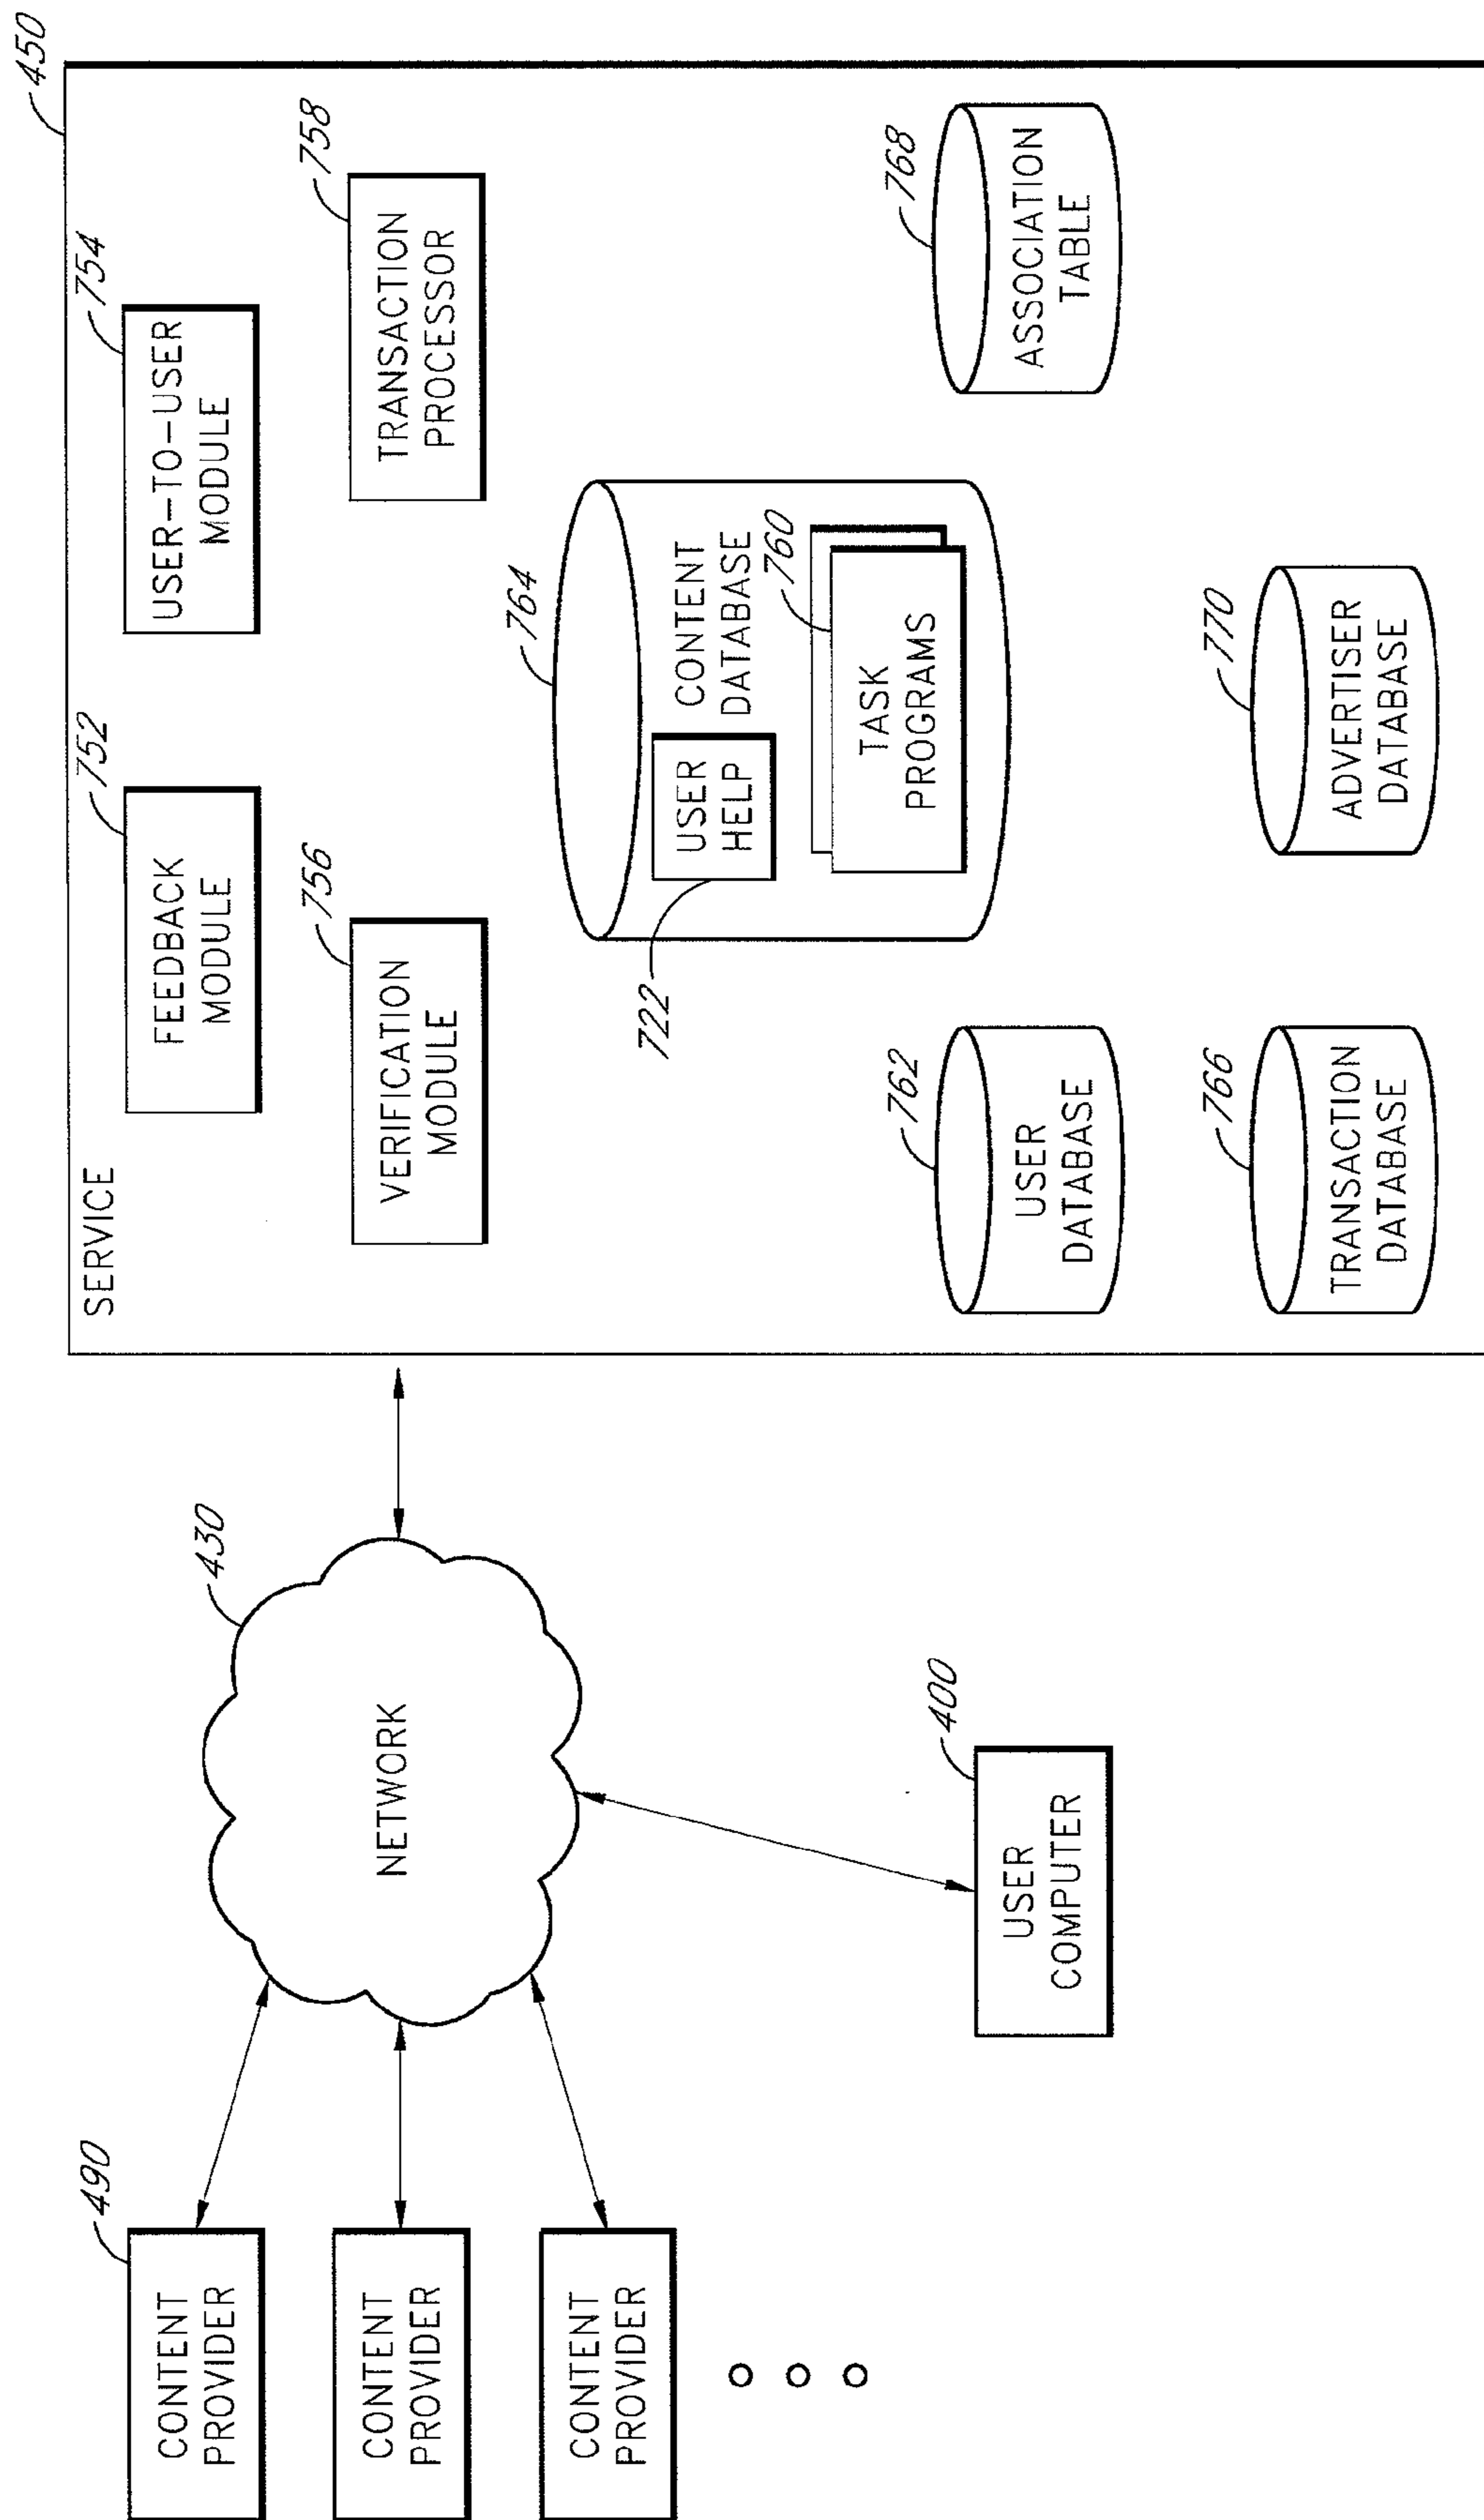 490
CONTENT
PROVIDER
CONTENT
PROVIDER
CONTENT
PROVIDER
430
NETWORK
400
USER
COMPUTER
450
SERVICE
752
FEEDBACK
MODULE
754
USER-TO-USER
MODULE
756
VERIFICATION
MODULE
758
TRANSACTION
PROCESSOR
764
722
USER
HELP
CONTENT
DATABASE
760
TASK
PROGRAMS
762
USER
DATABASE
768
ASSOCIATION
TABLE
766
TRANSACTION
DATABASE
770
ADVERTISER
DATABASE